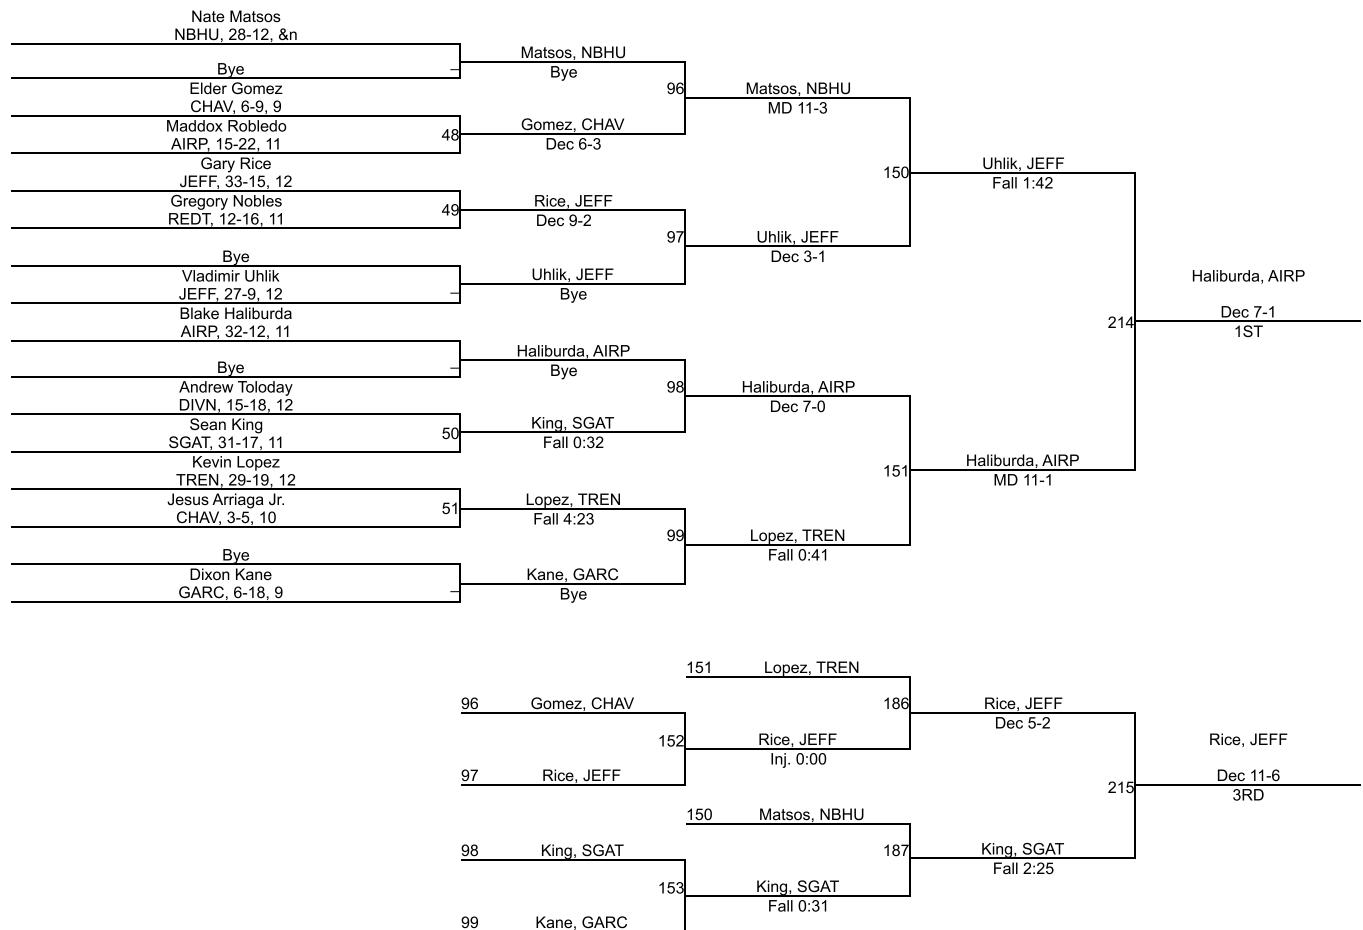 Nate Matsos
NBHU, 28-12, &n
Bye
–
Elder Gomez
CHAV, 6-9, 9
Maddox Robledo
AIRP, 15-22, 11
48
Gary Rice
JEFF, 33-15, 12
Gregory Nobles
REDT, 12-16, 11
49
Bye
Vladimir Uhlik
JEFF, 27-9, 12
–
Blake Haliburda
AIRP, 32-12, 11
Bye
–
Andrew Toloday
DIVN, 15-18, 12
Sean King
SGAT, 31-17, 11
50
Kevin Lopez
TREN, 29-19, 12
Jesus Arriaga Jr.
CHAV, 3-5, 10
51
Bye
Dixon Kane
GARC, 6-18, 9
–
Matsos, NBHU
Bye
96
Gomez, CHAV
Dec 6-3
Rice, JEFF
Dec 9-2
97
Uhlik, JEFF
Bye
Haliburda, AIRP
Bye
98
King, SGAT
Fall 0:32
Lopez, TREN
Fall 4:23
99
Kane, GARC
Bye
Matsos, NBHU
MD 11-3
150
Uhlik, JEFF
Dec 3-1
Haliburda, AIRP
Dec 7-0
151
Lopez, TREN
Fall 0:41
Uhlik, JEFF
Fall 1:42
214
Haliburda, AIRP
MD 11-1
Haliburda, AIRP
Dec 7-1
1ST
96
Gomez, CHAV
152
97
Rice, JEFF
98
King, SGAT
153
99
Kane, GARC
151
Lopez, TREN
186
Rice, JEFF
Inj. 0:00
150
Matsos, NBHU
187
King, SGAT
Fall 0:31
Rice, JEFF
Dec 5-2
215
King, SGAT
Fall 2:25
Rice, JEFF
Dec 11-6
3RD